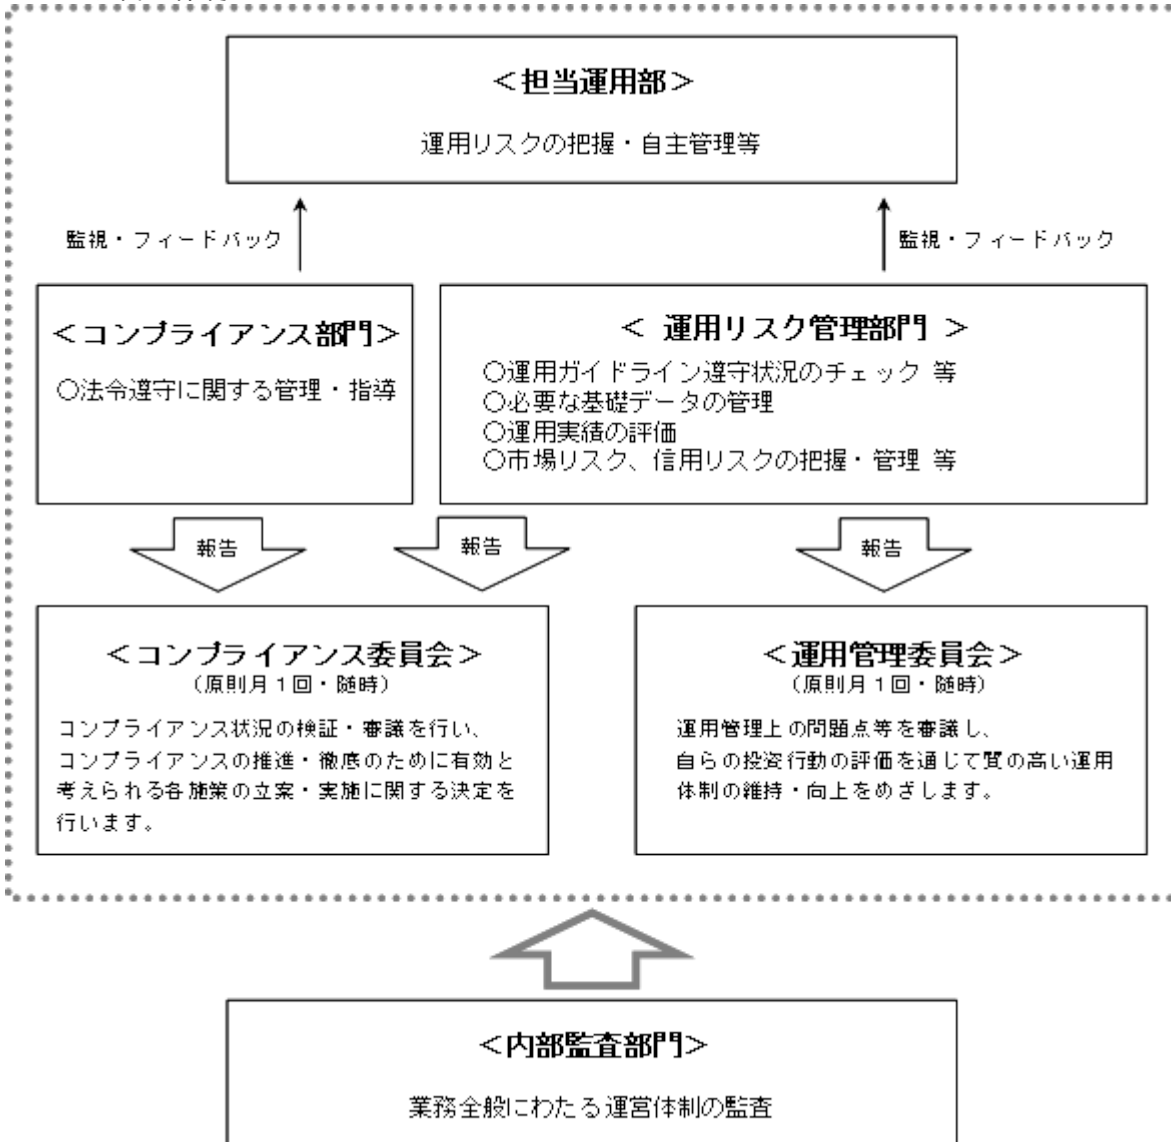 ＜担当運用部＞
運用リスクの把握・自主管理等
監視・フィードバック
監視・フィードバック
＜コンプライアンス部門＞
○法令遵守に関する管理・指導
＜ 運用リスク管理部門 ＞
○運用ガイドライン遵守状況のチェック 等
○必要な基礎データの管理
○運用実績の評価
○市場リスク、信用リスクの把握・管理 等
報告
報告
報告
＜コンプライアンス委員会＞
（原則月１回・随時）
コンプライアンス状況の検証・審議を行い、
コンプライアンスの推進・徹底のために有効と
考えられる各施策の立案・実施に関する決定を
行います。
＜運用管理委員会＞
（原則月１回・随時）
運用管理上の問題点等を審議し、
自らの投資行動の評価を通じて質の高い運用
体制の維持・向上をめざします。
＜内部監査部門＞
業務全般にわたる運営体制の監査